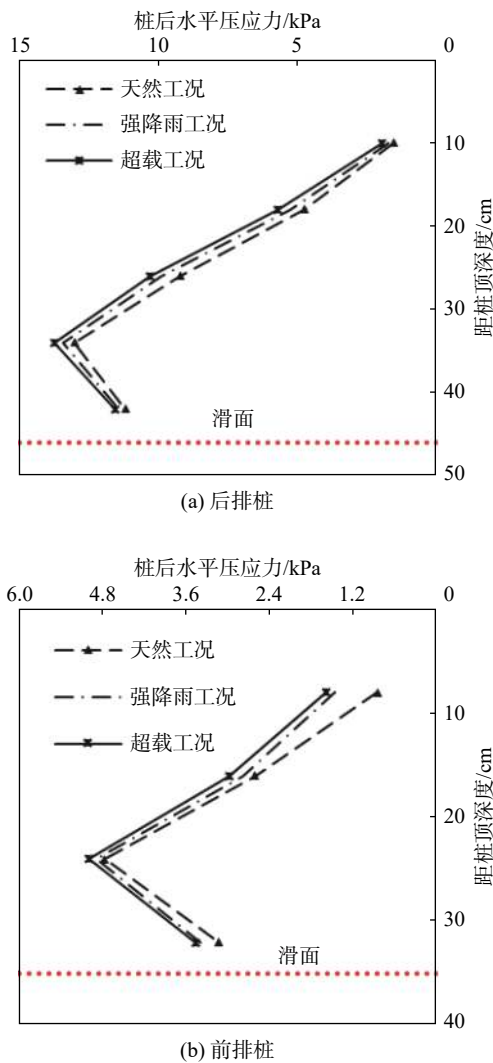 桩后水平压应力/kPa
15 10 5 0
天然工况
强降雨工况
超载工况
10
20
30
40
50
距桩顶深度/cm
滑面
(a) 后排桩
桩后水平压应力/kPa
6.0 4.8 3.6 2.4 1.2 0
天然工况
强降雨工况
超载工况
10
20
30
40
距桩顶深度/cm
滑面
(b) 前排桩